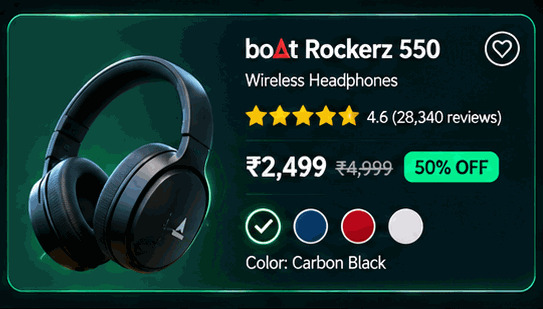 boAt Rockerz 550
Wireless Headphones
4.6 (28,340 reviews)
₹2,499 ₹4,999 50% OFF
Color: Carbon Black